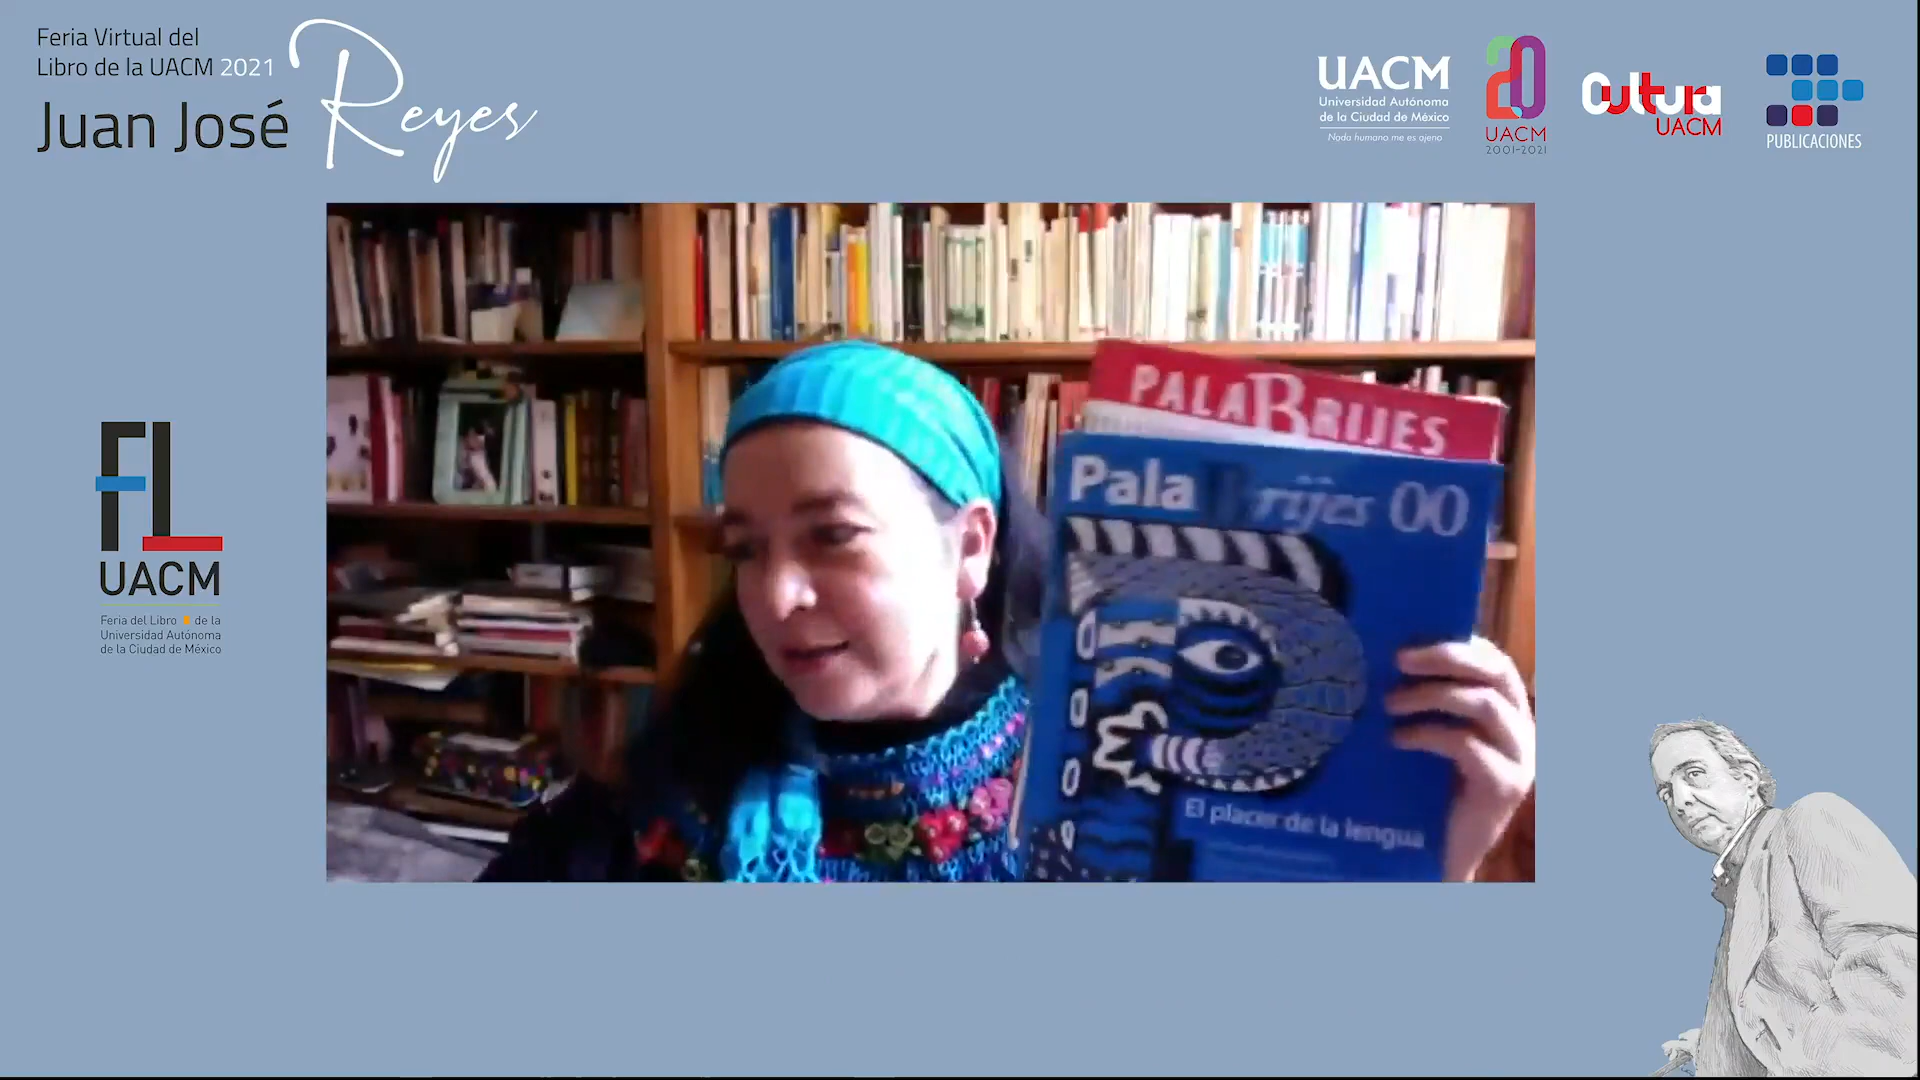 Feria Virtual del
Libro de la UACM 2021
Juan José Reyes
UACM
Universidad Autónoma
de la Ciudad de México
Nada humano me es ajeno
20
UACM
2001-2021
Cultura
UACM
PUBLICACIONES
FL
UACM
Feria del Libro de la
Universidad Autónoma
de la Ciudad de México
PALABRIJES
PalaBrijes 00
El placer de la lengua